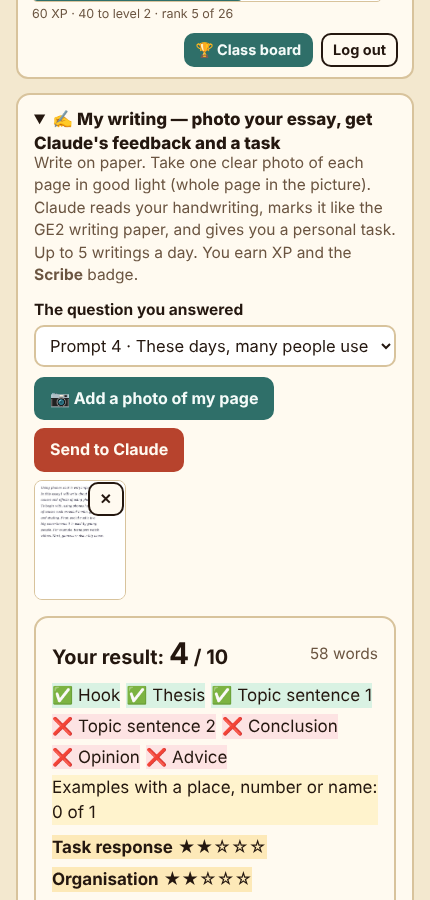 60 XP · 40 to level 2 · rank 5 of 26
🏆 Class board
Log out
▼ ✍️ My writing — photo your essay, get
Claude's feedback and a task
Write on paper. Take one clear photo of each
page in good light (whole page in the picture).
Claude reads your handwriting, marks it like the
GE2 writing paper, and gives you a personal task.
Up to 5 writings a day. You earn XP and the
Scribe badge.
The question you answered
Prompt 4 · These days, many people use
📷 Add a photo of my page
Send to Claude
×
Your result: 4 / 10
58 words
✅ Hook ✅ Thesis ✅ Topic sentence 1
❌ Topic sentence 2 ❌ Conclusion
❌ Opinion ❌ Advice
Examples with a place, number or name:
0 of 1
Task response ★★☆☆☆
Organisation ★★☆☆☆